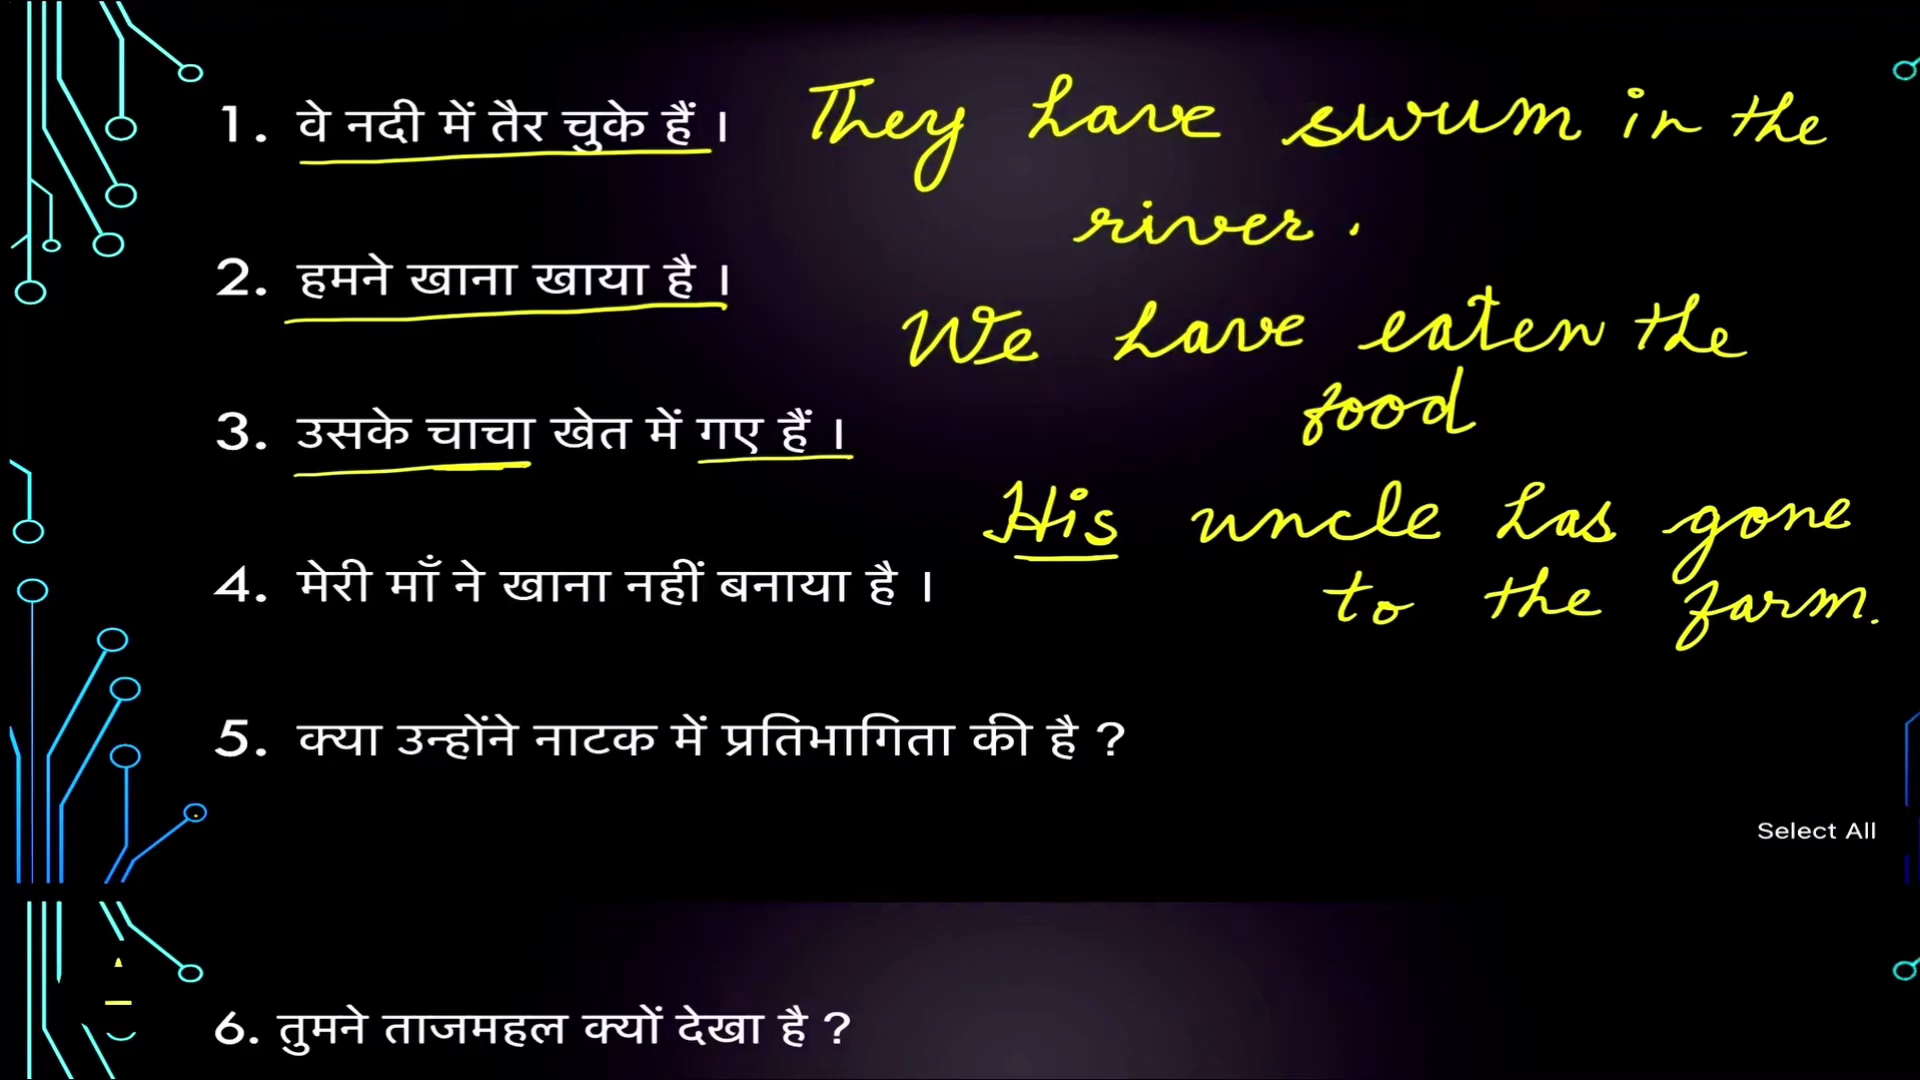 1. वे नदी में तैर चुके हैं । They have swum in the
river .
2. हमने खाना खाया है ।
We have eaten the
food
3. उसके चाचा खेत में गए हैं ।
His uncle has gone
to the farm.
4. मेरी माँ ने खाना नहीं बनाया है ।
5. क्या उन्होंने नाटक में प्रतिभागिता की है ?
Select All
6. तुमने ताजमहल क्यों देखा है ?